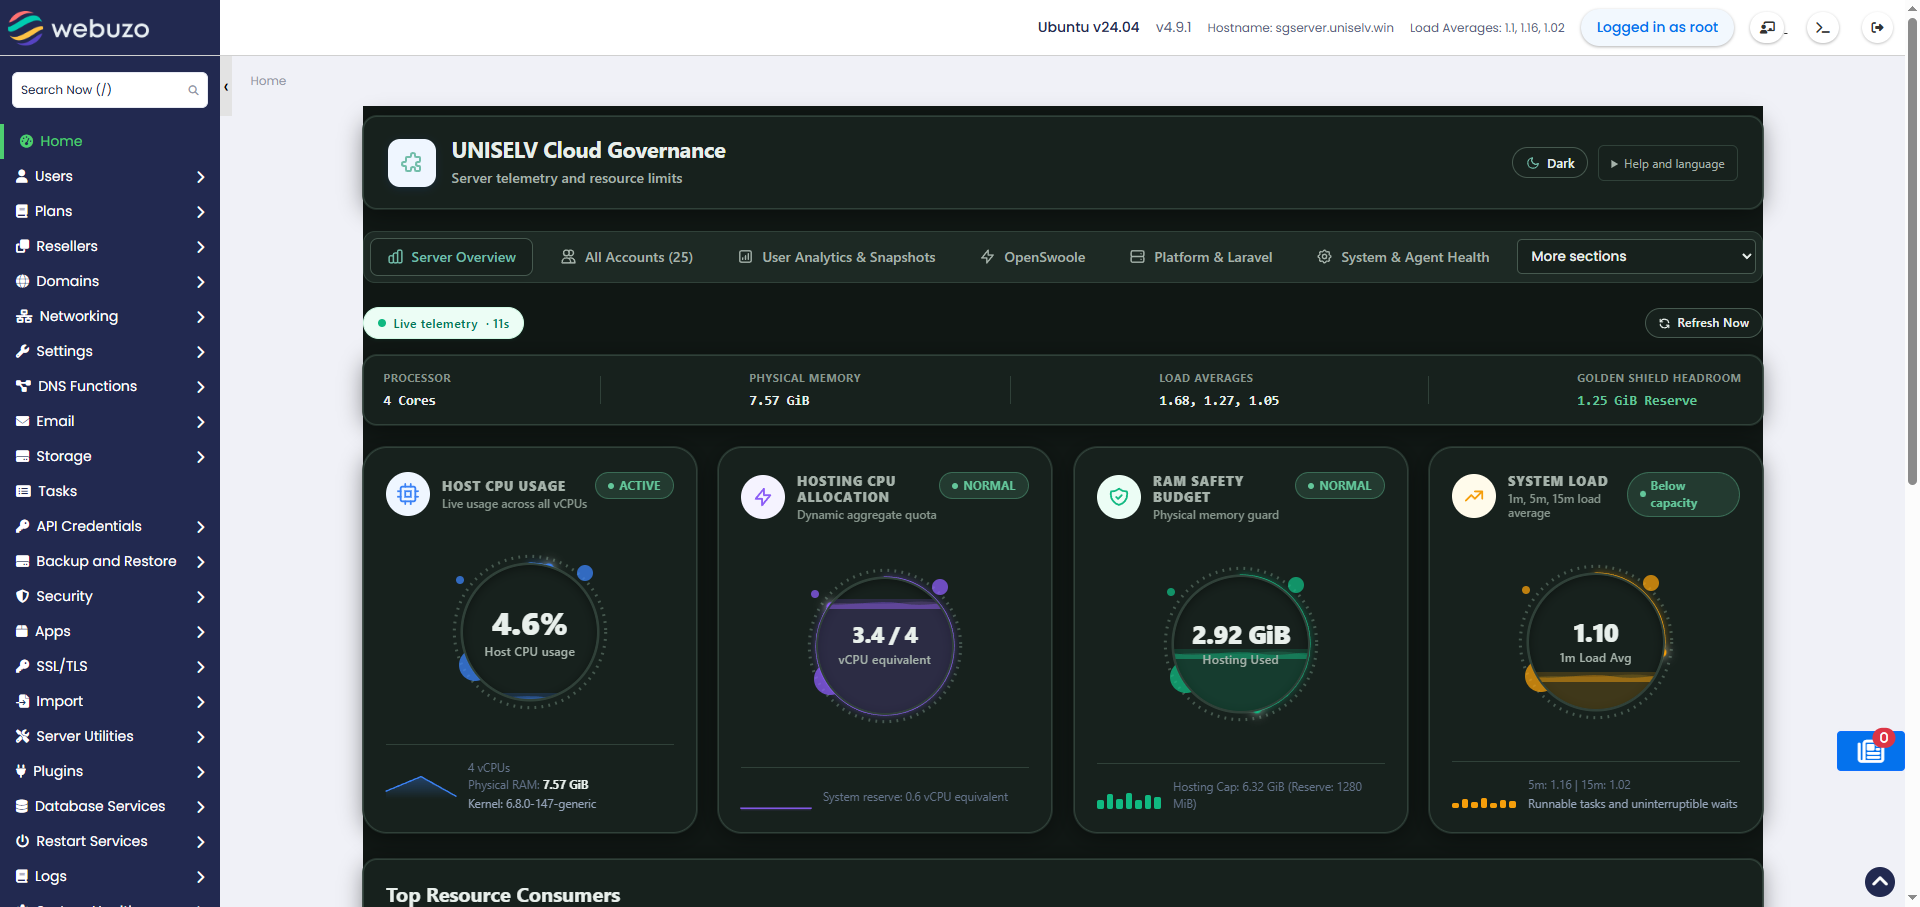 webuzo
Ubuntu v24.04
v4.9.1
Hostname: sgserver.uniselv.win
Load Averages: 1.1, 1.16, 1.02
Logged in as root
Search Now (/)
Home
Users
Plans
Resellers
Domains
Networking
Settings
DNS Functions
Email
Storage
Tasks
API Credentials
Backup and Restore
Security
Apps
SSL/TLS
Import
Server Utilities
Plugins
Database Services
Restart Services
Logs
Home
UNISELV Cloud Governance
Server telemetry and resource limits
Dark
Help and language
Server Overview
All Accounts (25)
User Analytics & Snapshots
OpenSwoole
Platform & Laravel
System & Agent Health
More sections
Live telemetry · 11s
Refresh Now
PROCESSOR
4 Cores
PHYSICAL MEMORY
7.57 GiB
LOAD AVERAGES
1.68, 1.27, 1.05
GOLDEN SHIELD HEADROOM
1.25 GiB Reserve
HOST CPU USAGE
Live usage across all vCPUs
ACTIVE
4.6%
Host CPU usage
4 vCPUs
Physical RAM: 7.57 GiB
Kernel: 6.8.0-147-generic
HOSTING CPU
ALLOCATION
Dynamic aggregate quota
NORMAL
3.4 / 4
vCPU equivalent
System reserve: 0.6 vCPU equivalent
RAM SAFETY
BUDGET
Physical memory guard
NORMAL
2.92 GiB
Hosting Used
Hosting Cap: 6.32 GiB (Reserve: 1280
MiB)
SYSTEM LOAD
1m, 5m, 15m load
average
Below
capacity
1.10
1m Load Avg
5m: 1.16 | 15m: 1.02
Runnable tasks and uninterruptible waits
0
Top Resource Consumers